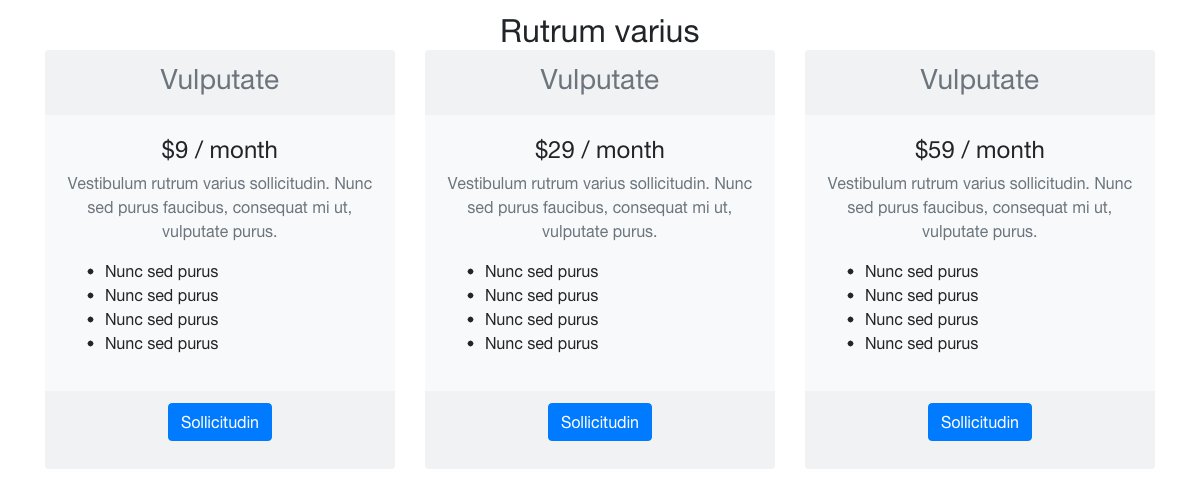 Rutrum varius
Vulputate
$9 / month
Vestibulum rutrum varius sollicitudin. Nunc
sed purus faucibus, consequat mi ut,
vulputate purus.
Nunc sed purus
Nunc sed purus
Nunc sed purus
Nunc sed purus
Sollicitudin
Vulputate
$29 / month
Vestibulum rutrum varius sollicitudin. Nunc
sed purus faucibus, consequat mi ut,
vulputate purus.
Nunc sed purus
Nunc sed purus
Nunc sed purus
Nunc sed purus
Sollicitudin
Vulputate
$59 / month
Vestibulum rutrum varius sollicitudin. Nunc
sed purus faucibus, consequat mi ut,
vulputate purus.
Nunc sed purus
Nunc sed purus
Nunc sed purus
Nunc sed purus
Sollicitudin